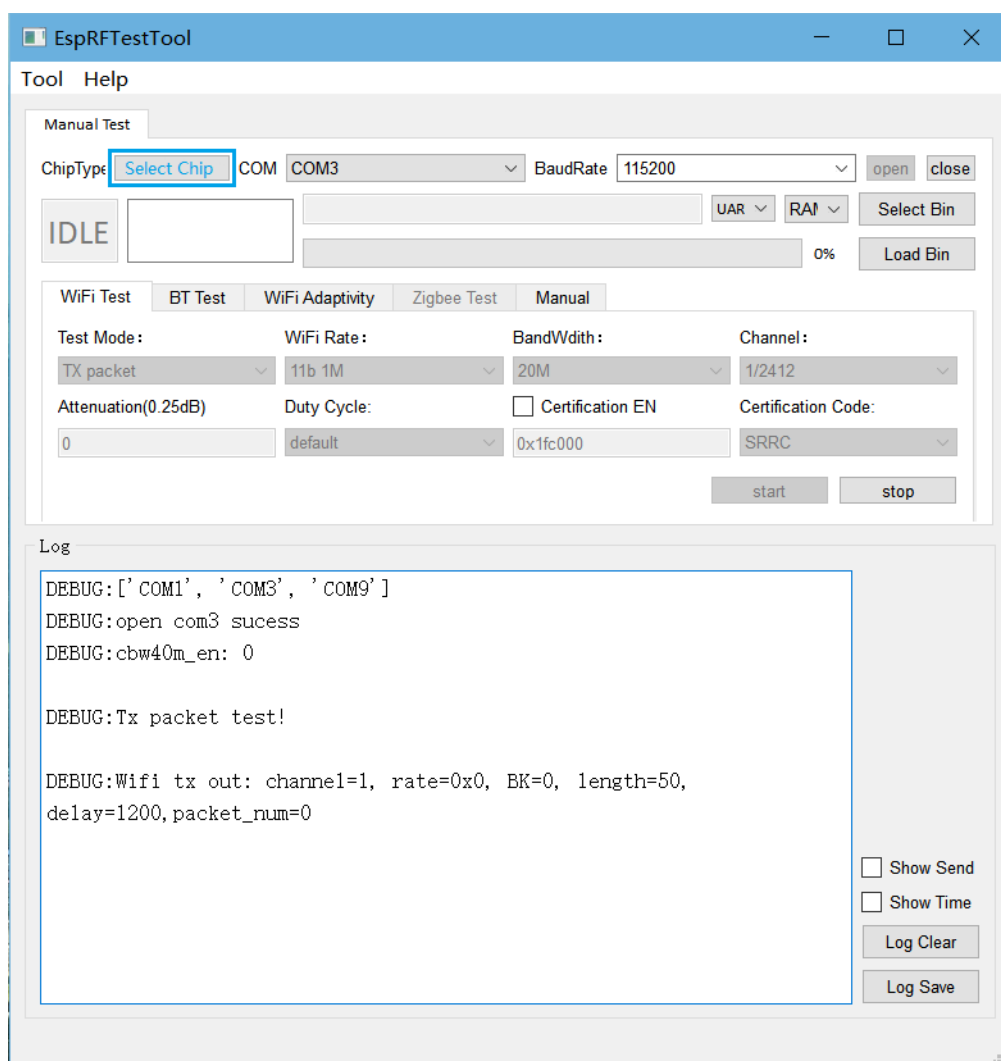 EspRFTestTool
Tool Help
Manual Test
ChipType Select Chip COM COM3 BaudRate 115200 open close
IDLE UAR RAM Select Bin
0% Load Bin
WiFi Test BT Test WiFi Adaptivity Zigbee Test Manual
Test Mode: WiFi Rate: BandWdith: Channel:
TX packet 11b 1M 20M 1/2412
Attenuation(0.25dB) Duty Cycle: Certification EN Certification Code:
0 default 0x1fc000 SRRC
start stop
Log
DEBUG:['COM1', 'COM3', 'COM9']
DEBUG:open com3 sucess
DEBUG:cbw40m_en: 0
DEBUG:Tx packet test!
DEBUG:Wifi tx out: channel=1, rate=0x0, BK=0, length=50,
delay=1200,packet_num=0
Show Send
Show Time
Log Clear
Log Save